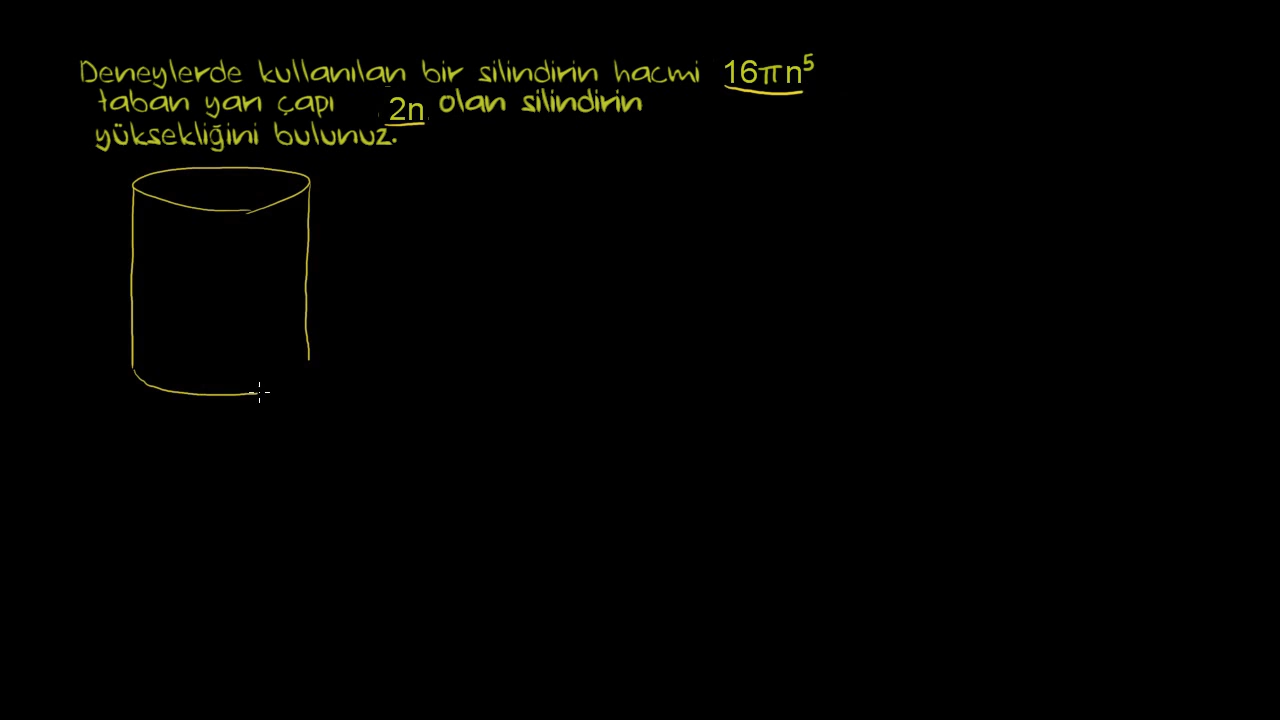 Deneylerde kullanılan bir silindirin hacmi 16πn⁵
taban yarı çapı 2n olan silindirin
yüksekliğini bulunuz.